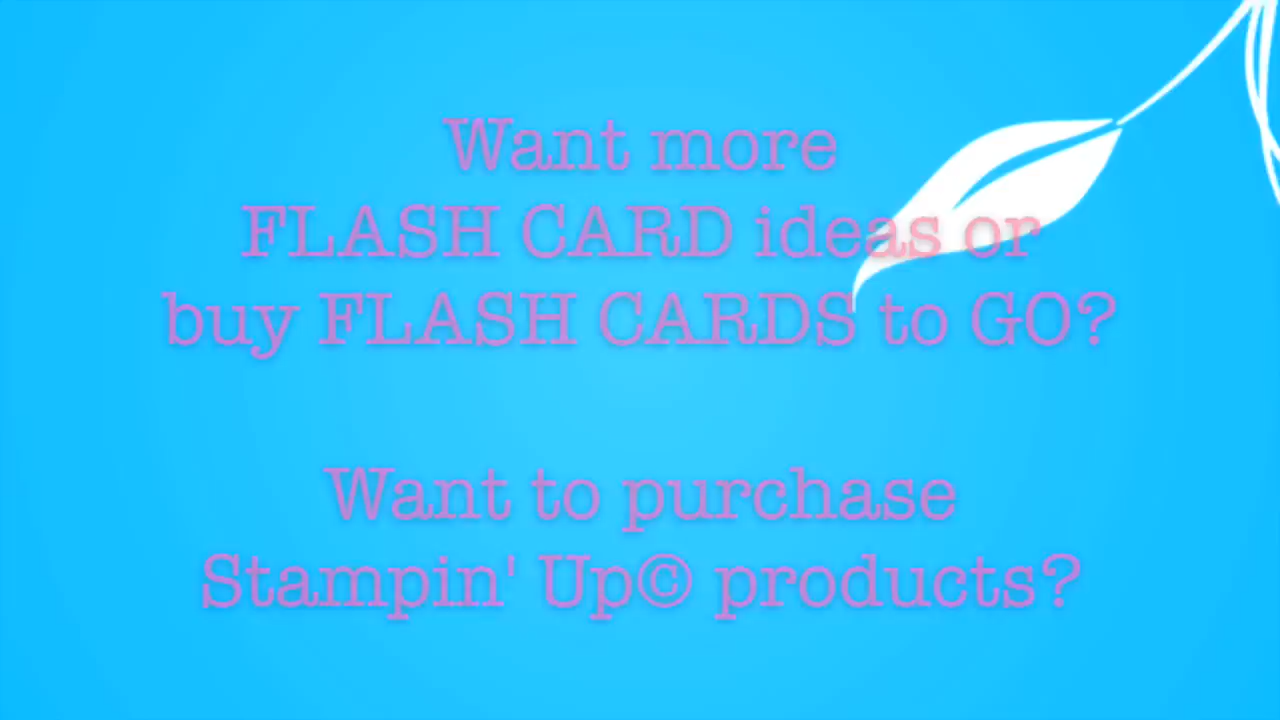 Want more
FLASH CARD ideas or
buy FLASH CARDS to GO?
Want to purchase
Stampin' Up© products?